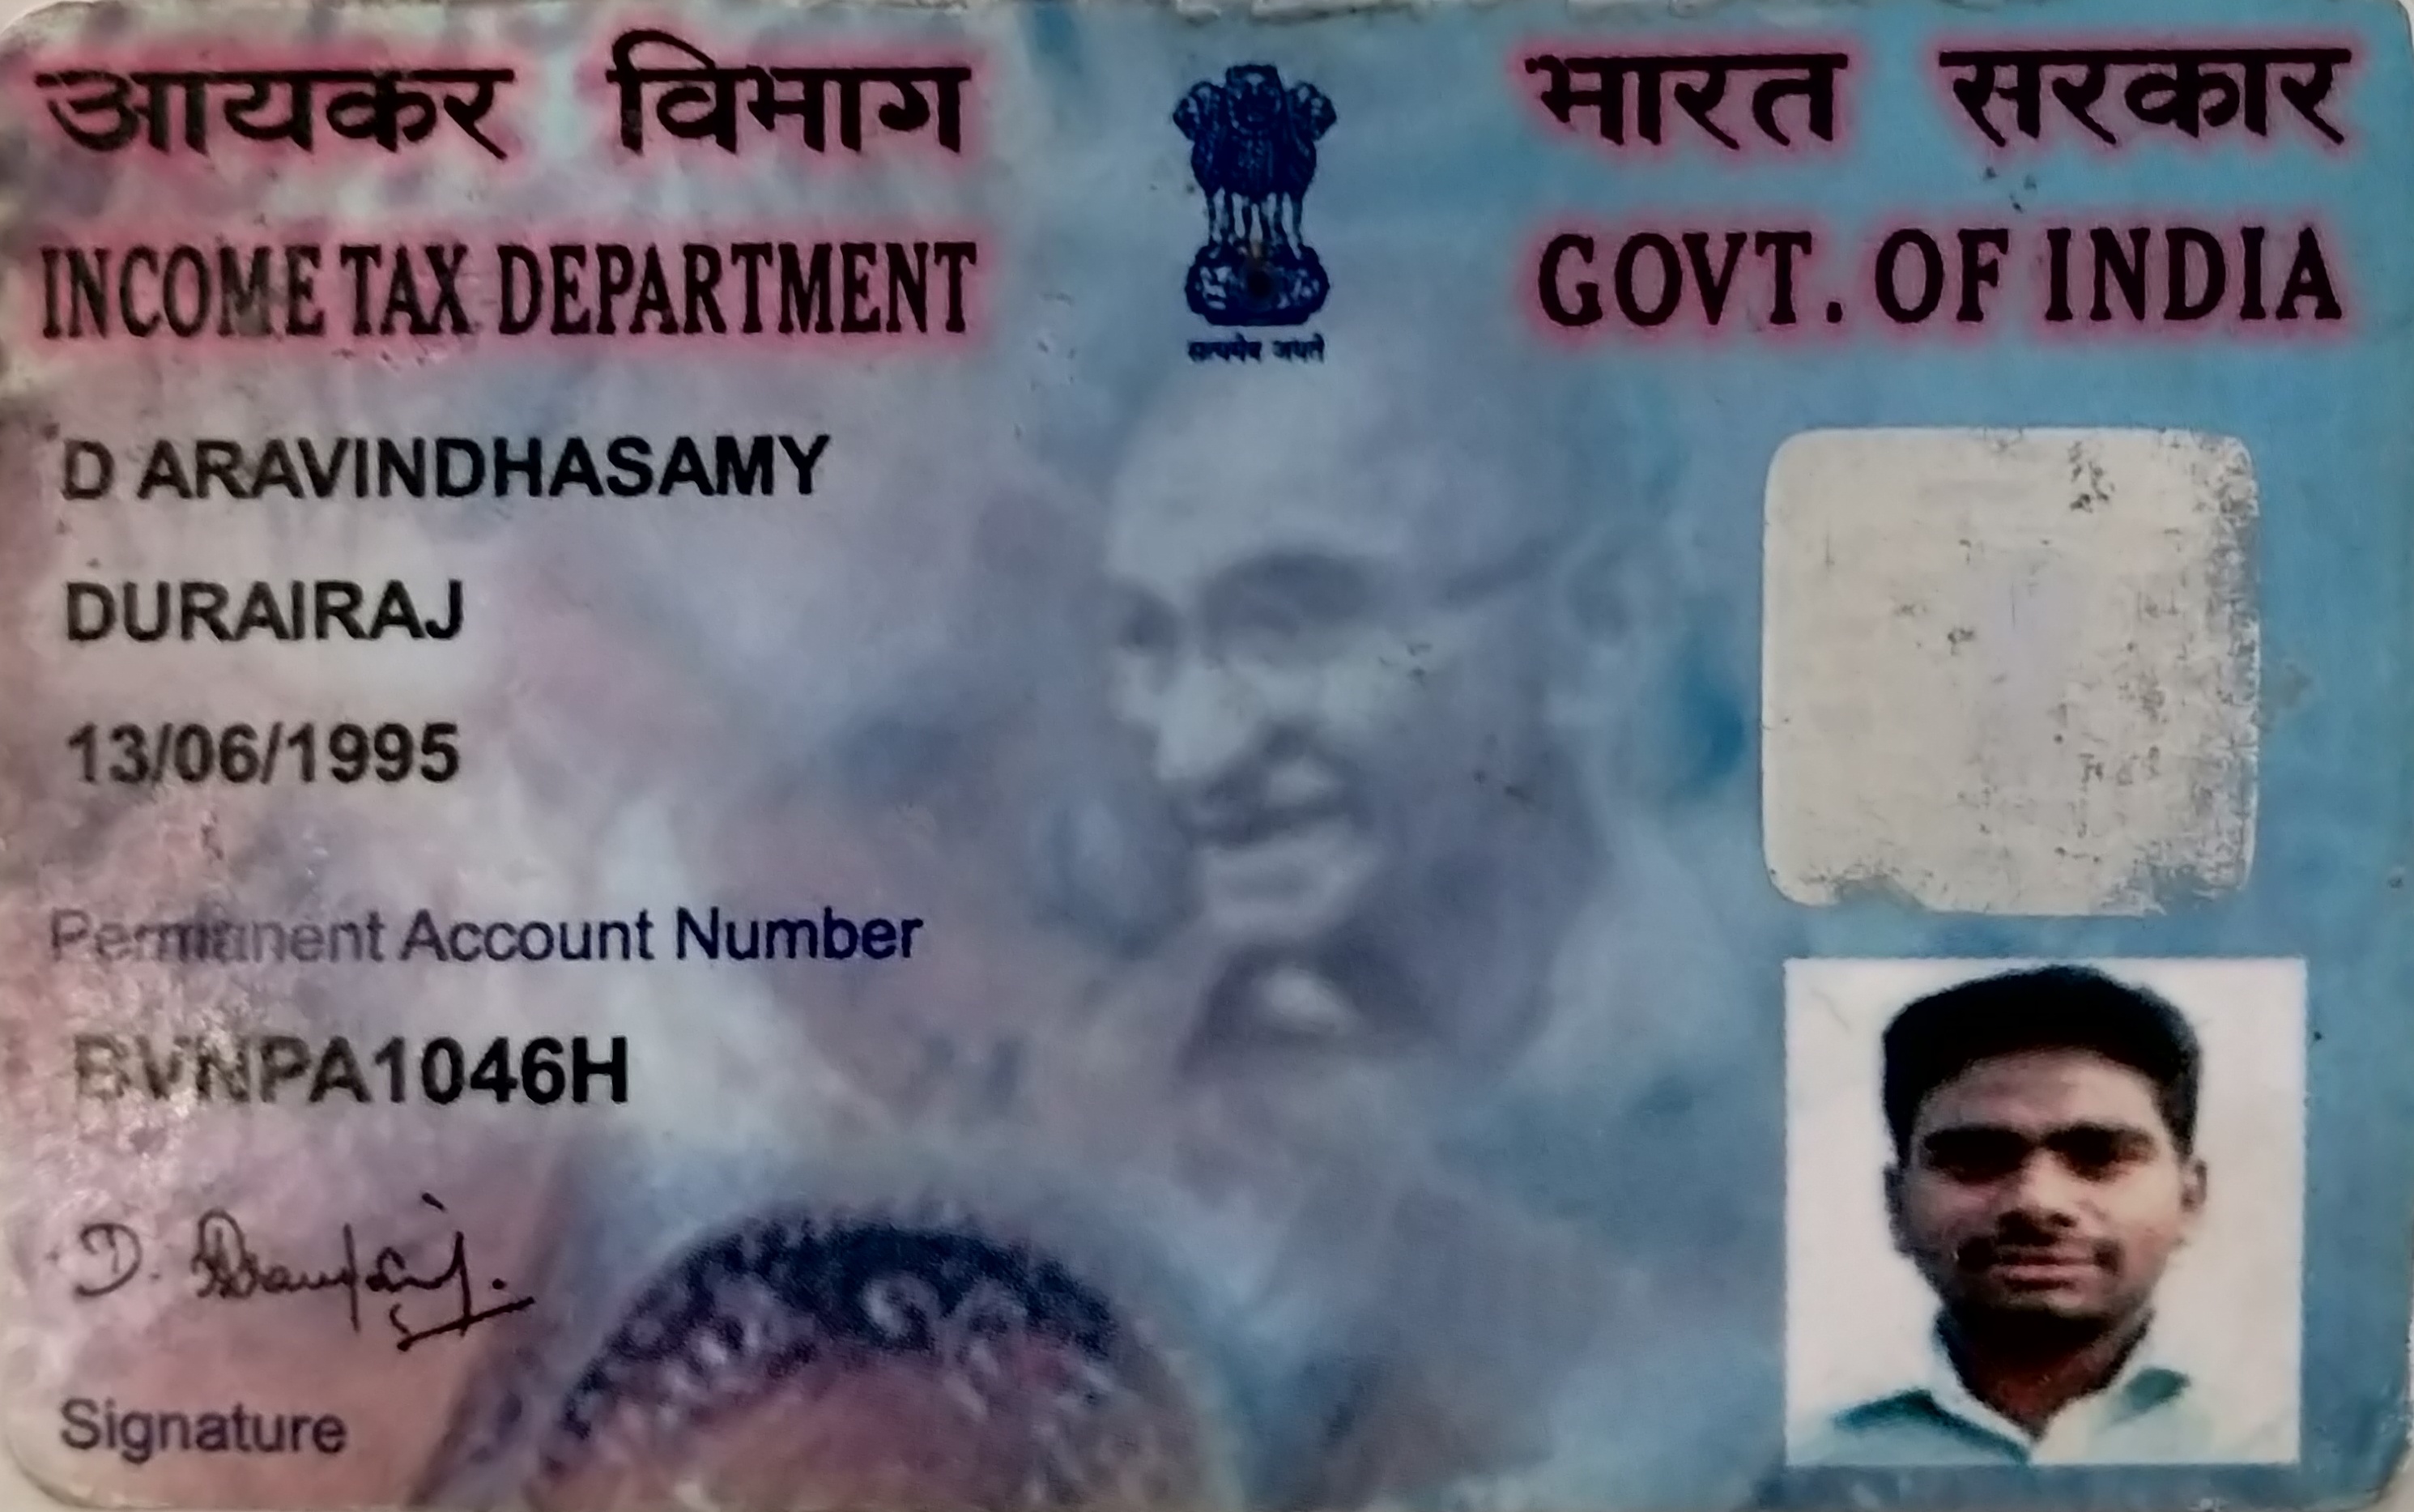 आयकर विभाग
INCOME TAX DEPARTMENT
सत्यमेव जयते
भारत सरकार
GOVT. OF INDIA
D ARAVINDHASAMY
DURAIRAJ
13/06/1995
Permanent Account Number
BVNPA1046H
Signature